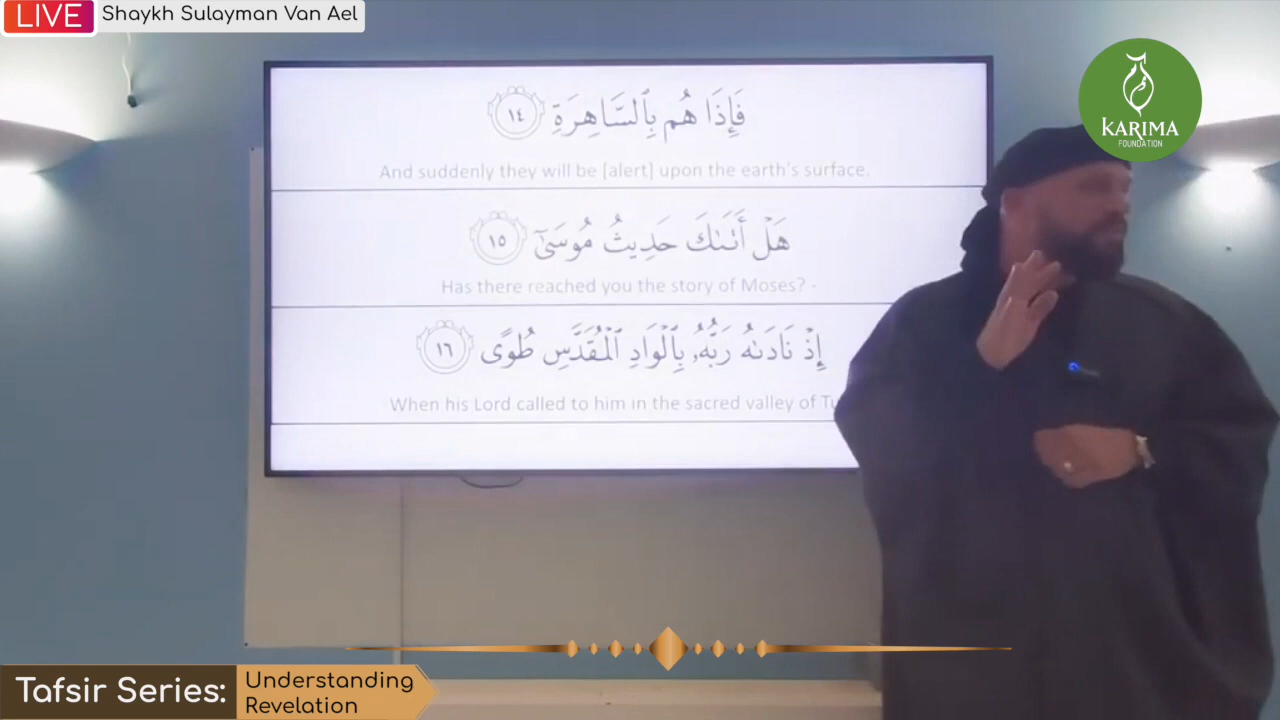 LIVE
Shaykh Sulayman Van Ael
KARIMA
FOUNDATION
فَإِذَا هُم بِٱلسَّاهِرَةِ ١٤
And suddenly they will be [alert] upon the earth's surface.
هَلْ أَتَىٰكَ حَدِيثُ مُوسَىٰٓ ١٥
Has there reached you the story of Moses? -
إِذْ نَادَىٰهُ رَبُّهُۥ بِٱلْوَادِ ٱلْمُقَدَّسِ طُوًى ١٦
When his Lord called to him in the sacred valley of
Tafsir Series:
Understanding
Revelation